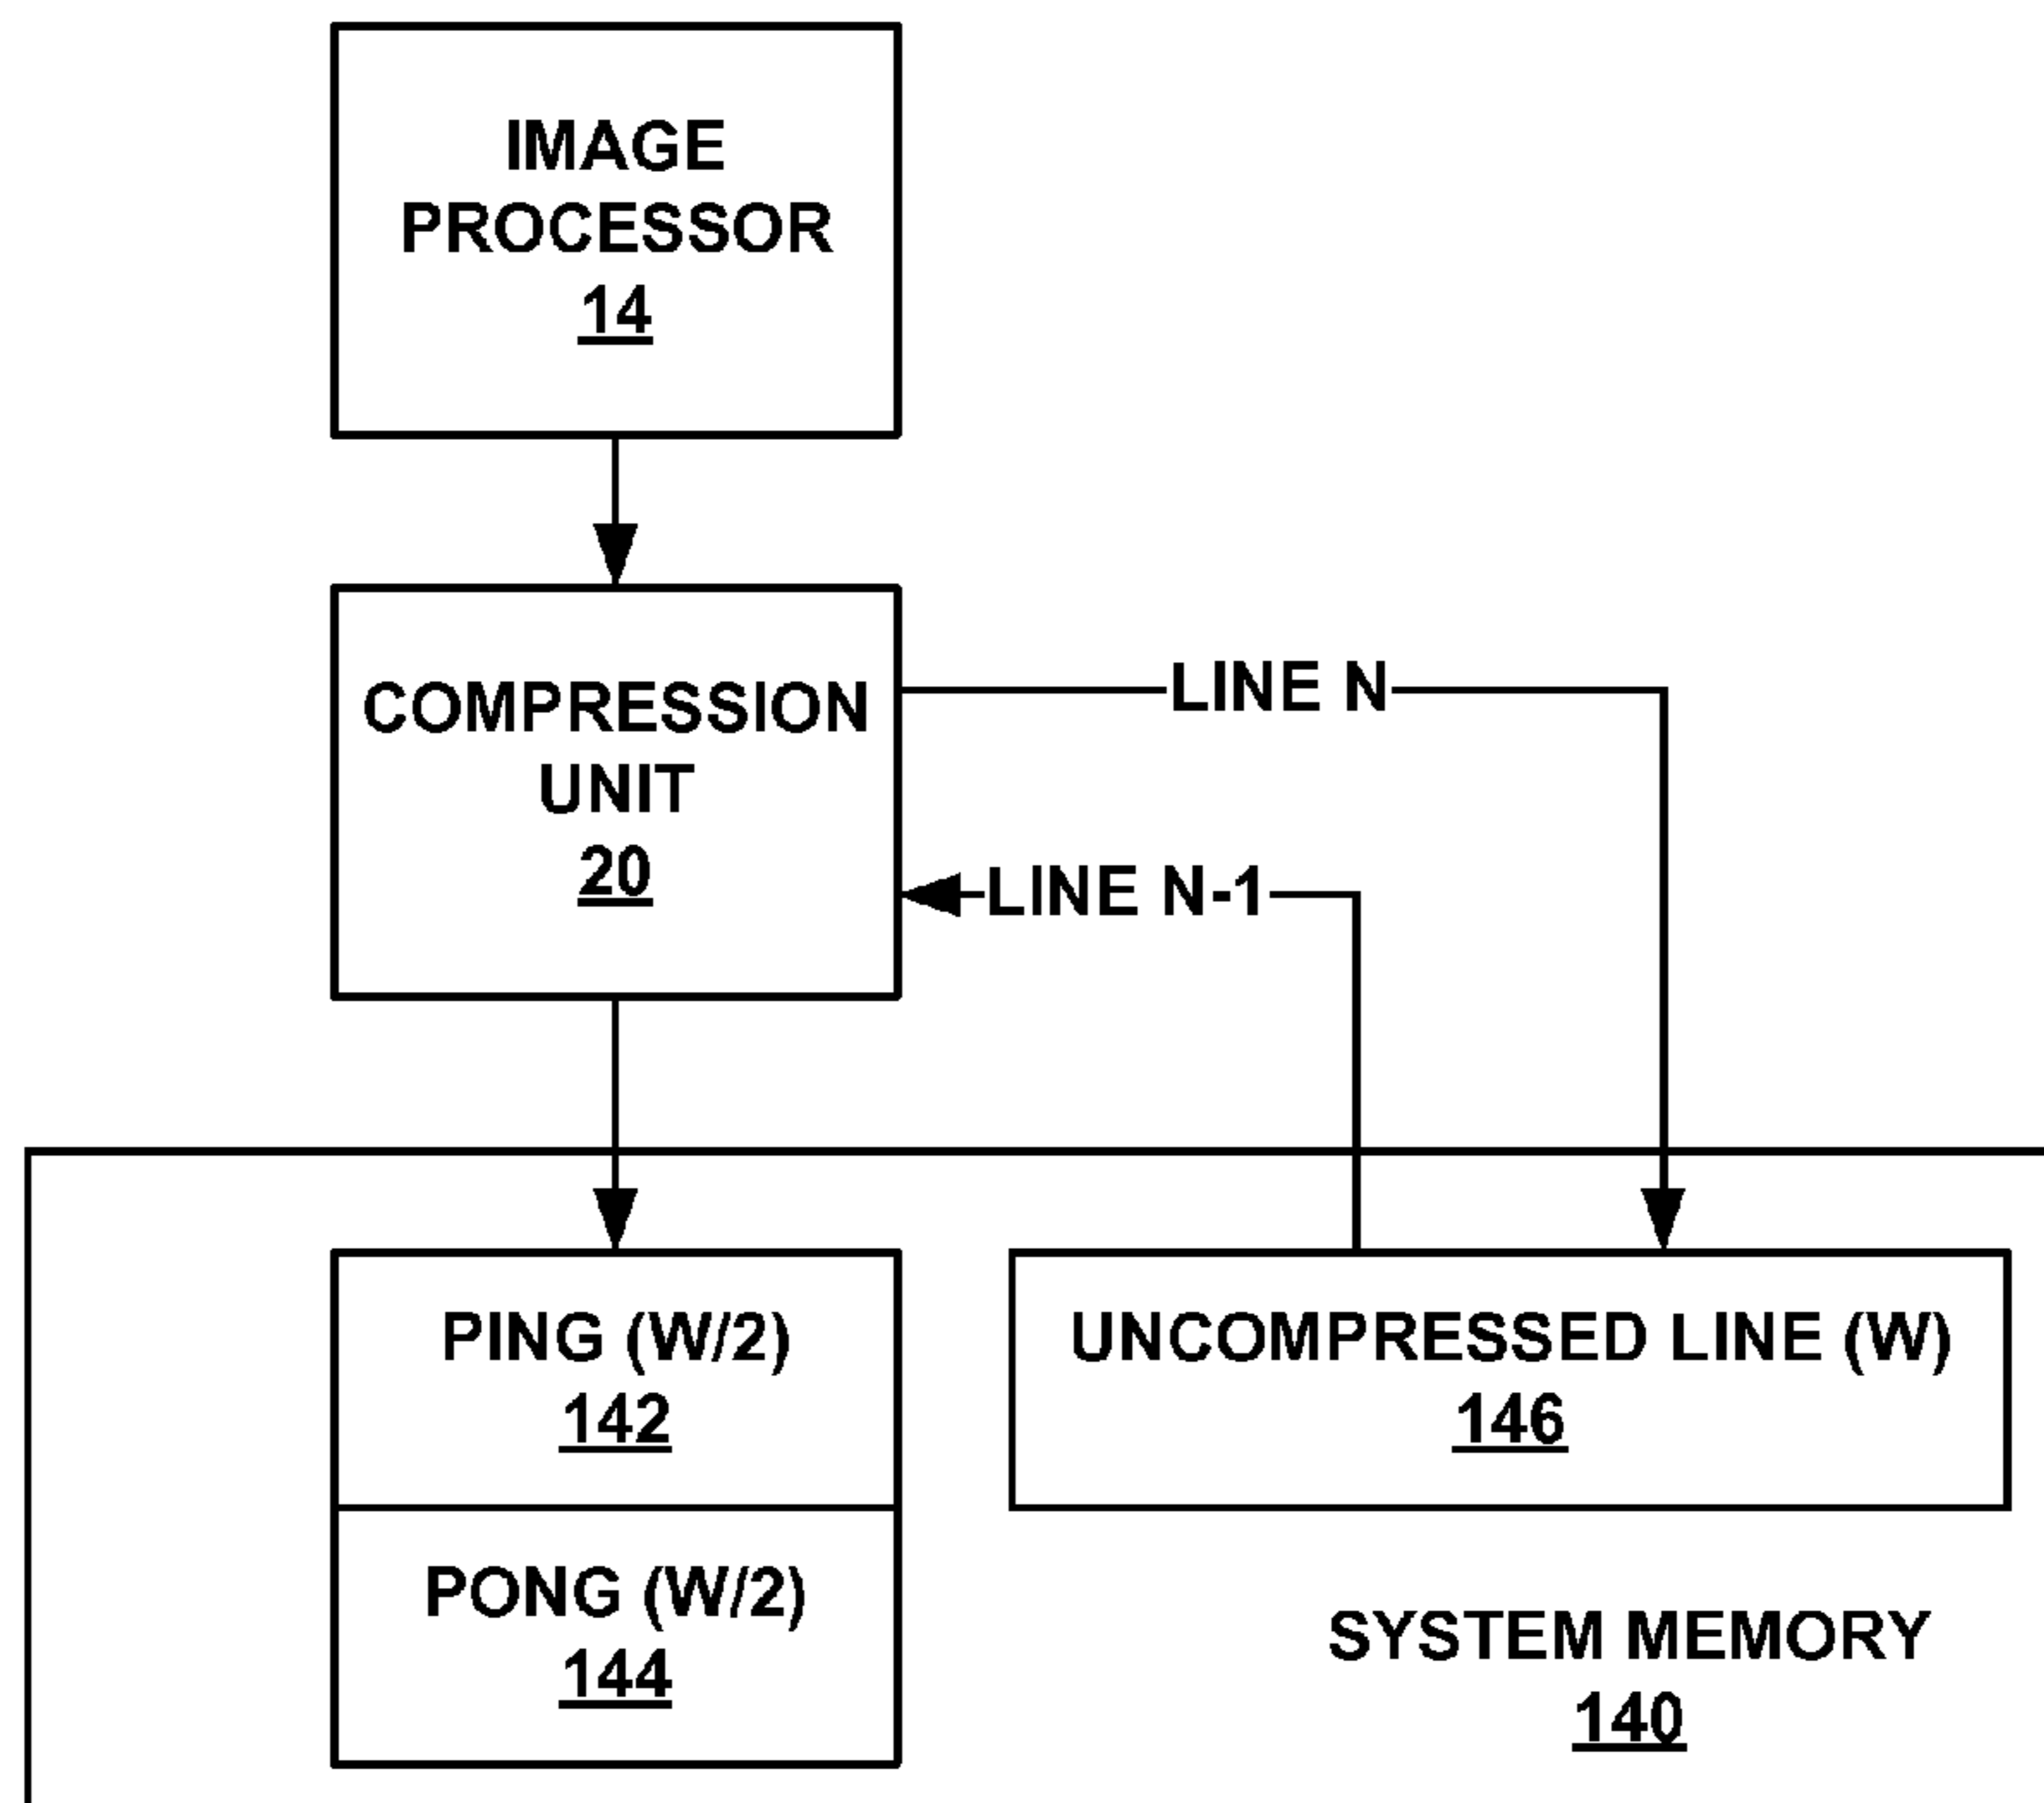 IMAGE
PROCESSOR
14
COMPRESSION
UNIT
20
LINE N
LINE N-1
PING (W/2)
142
PONG (W/2)
144
UNCOMPRESSED LINE (W)
146
SYSTEM MEMORY
140